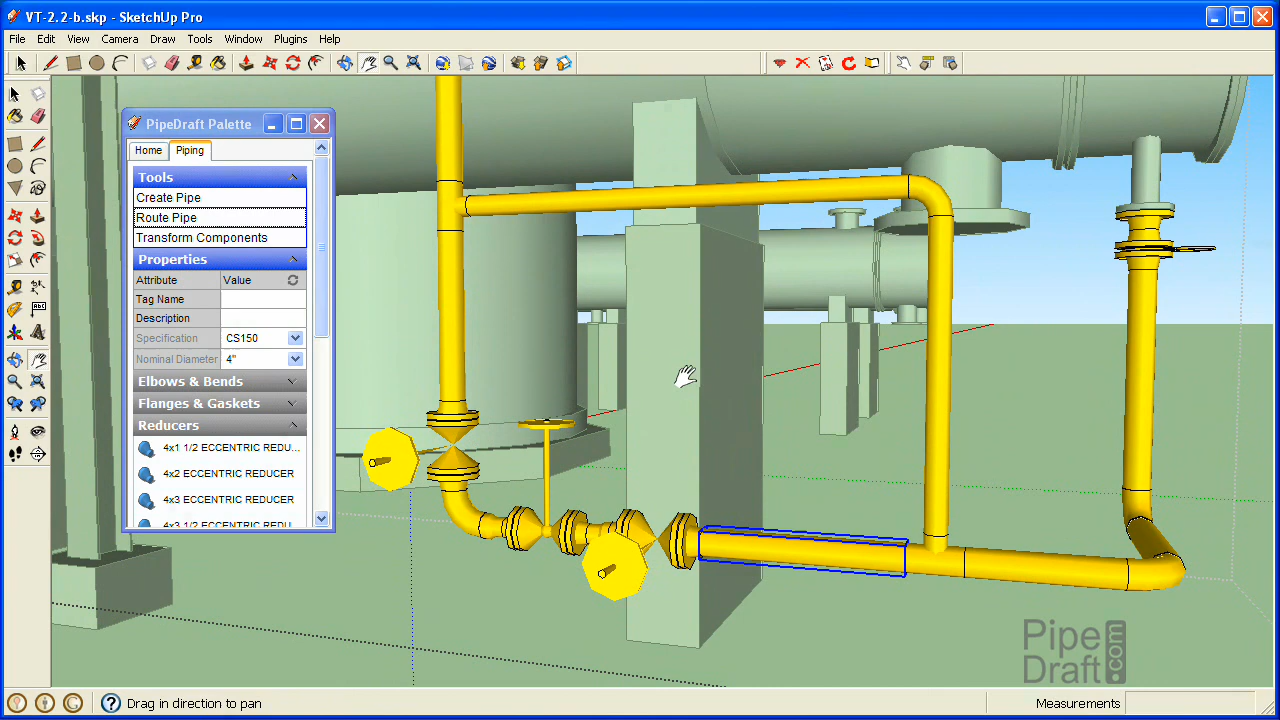 VT-2.2-b.skp - SketchUp Pro
File Edit View Camera Draw Tools Window Plugins Help
PipeDraft Palette
Home Piping
Tools
Create Pipe
Route Pipe
Transform Components
Properties
Attribute Value
Tag Name
Description
Specification CS150
Nominal Diameter 4"
Elbows & Bends
Flanges & Gaskets
Reducers
4x1 1/2 ECCENTRIC REDU...
4x2 ECCENTRIC REDUCER
4x3 ECCENTRIC REDUCER
Pipe
Draft.com
Drag in direction to pan
Measurements